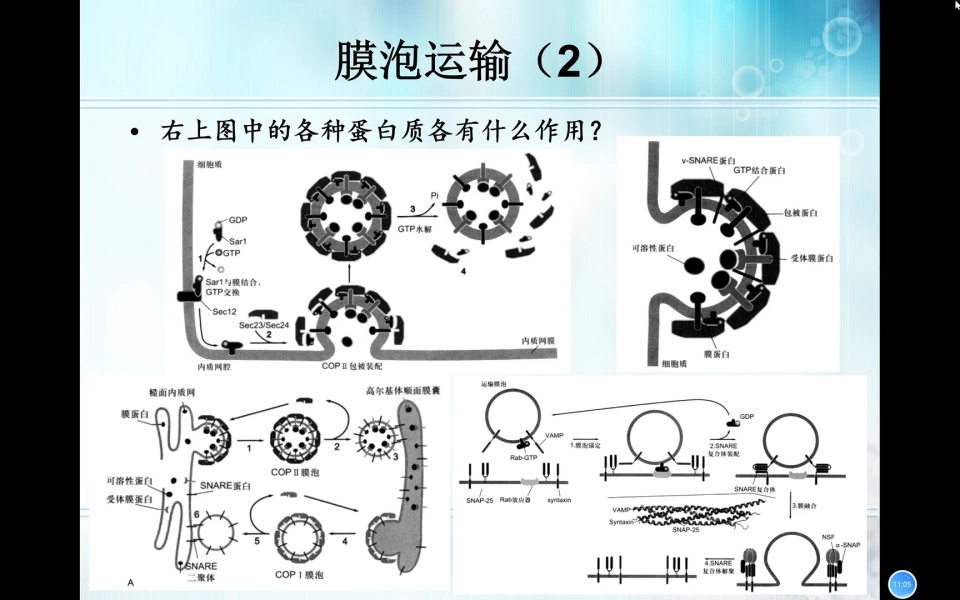 膜泡运输（2）
• 右上图中的各种蛋白质各有什么作用？
细胞质
GDP
Sar1
GTP
1
Sar1与膜结合,
GTP交换
Sec12
Sec23/Sec24
2
内质网腔
COPⅡ包被装配
内质网膜
3
Pi
GTP水解
4
v-SNARE蛋白
GTP结合蛋白
包被蛋白
可溶性蛋白
受体膜蛋白
膜蛋白
细胞质
糙面内质网
高尔基体顺面膜囊
膜蛋白
1
2
3
COPⅡ膜泡
可溶性蛋白
SNARE蛋白
受体膜蛋白
6
5
4
SNARE
二聚体
COPⅠ膜泡
A
运输膜泡
VAMP
Rab-GTP
1.膜泡锚定
GDP
2.SNARE
复合体装配
SNAP-25
Rab效应器
syntaxin
SNARE复合体
VAMP
Syntaxin
SNAP-25
3.膜融合
NSF
α-SNAP
4.SNARE
复合体解聚
11:05